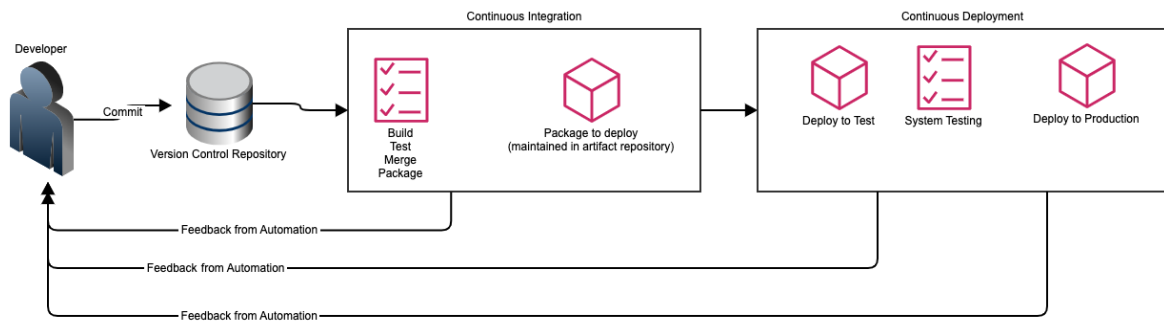 Continuous Integration
Continuous Deployment
Developer
Commit
Version Control Repository
Build
Test
Merge
Package
Package to deploy
(maintained in artifact repository)
Deploy to Test
System Testing
Deploy to Production
Feedback from Automation
Feedback from Automation
Feedback from Automation